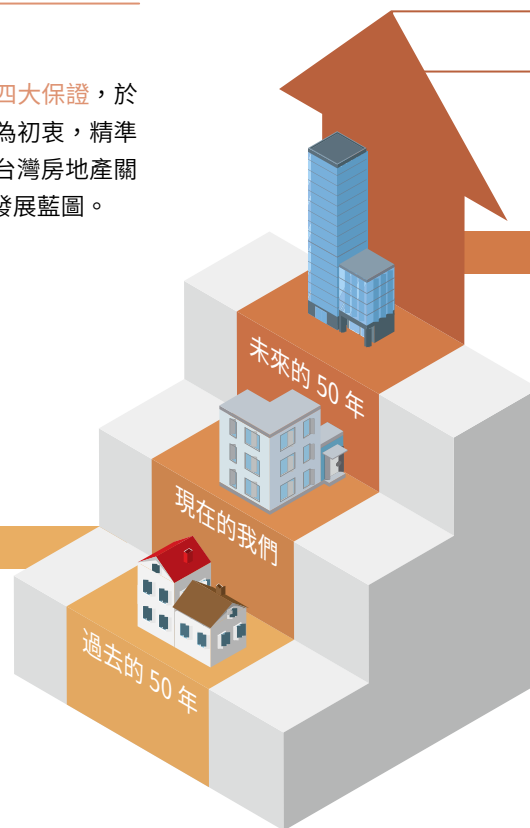 四大保證，於
為初衷，精準
台灣房地產關
發展藍圖。
未來的 50 年
現在的我們
過去的 50 年